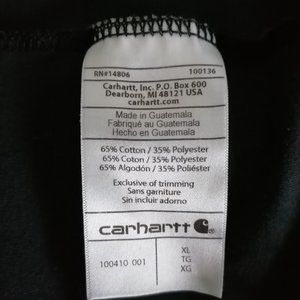 RN#14806 100136
Carhartt, Inc. P.O. Box 600
Dearborn, MI 48121 USA
carhartt.com
Made in Guatemala
Fabriqué au Guatemala
Hecho en Guatemala
65% Cotton / 35% Polyester
65% Coton / 35% Polyester
65% Algodón / 35% Poliéster
Exclusive of trimming
Sans garniture
Sin incluir adorno
carhartt
100410 001
XL
TG
XG